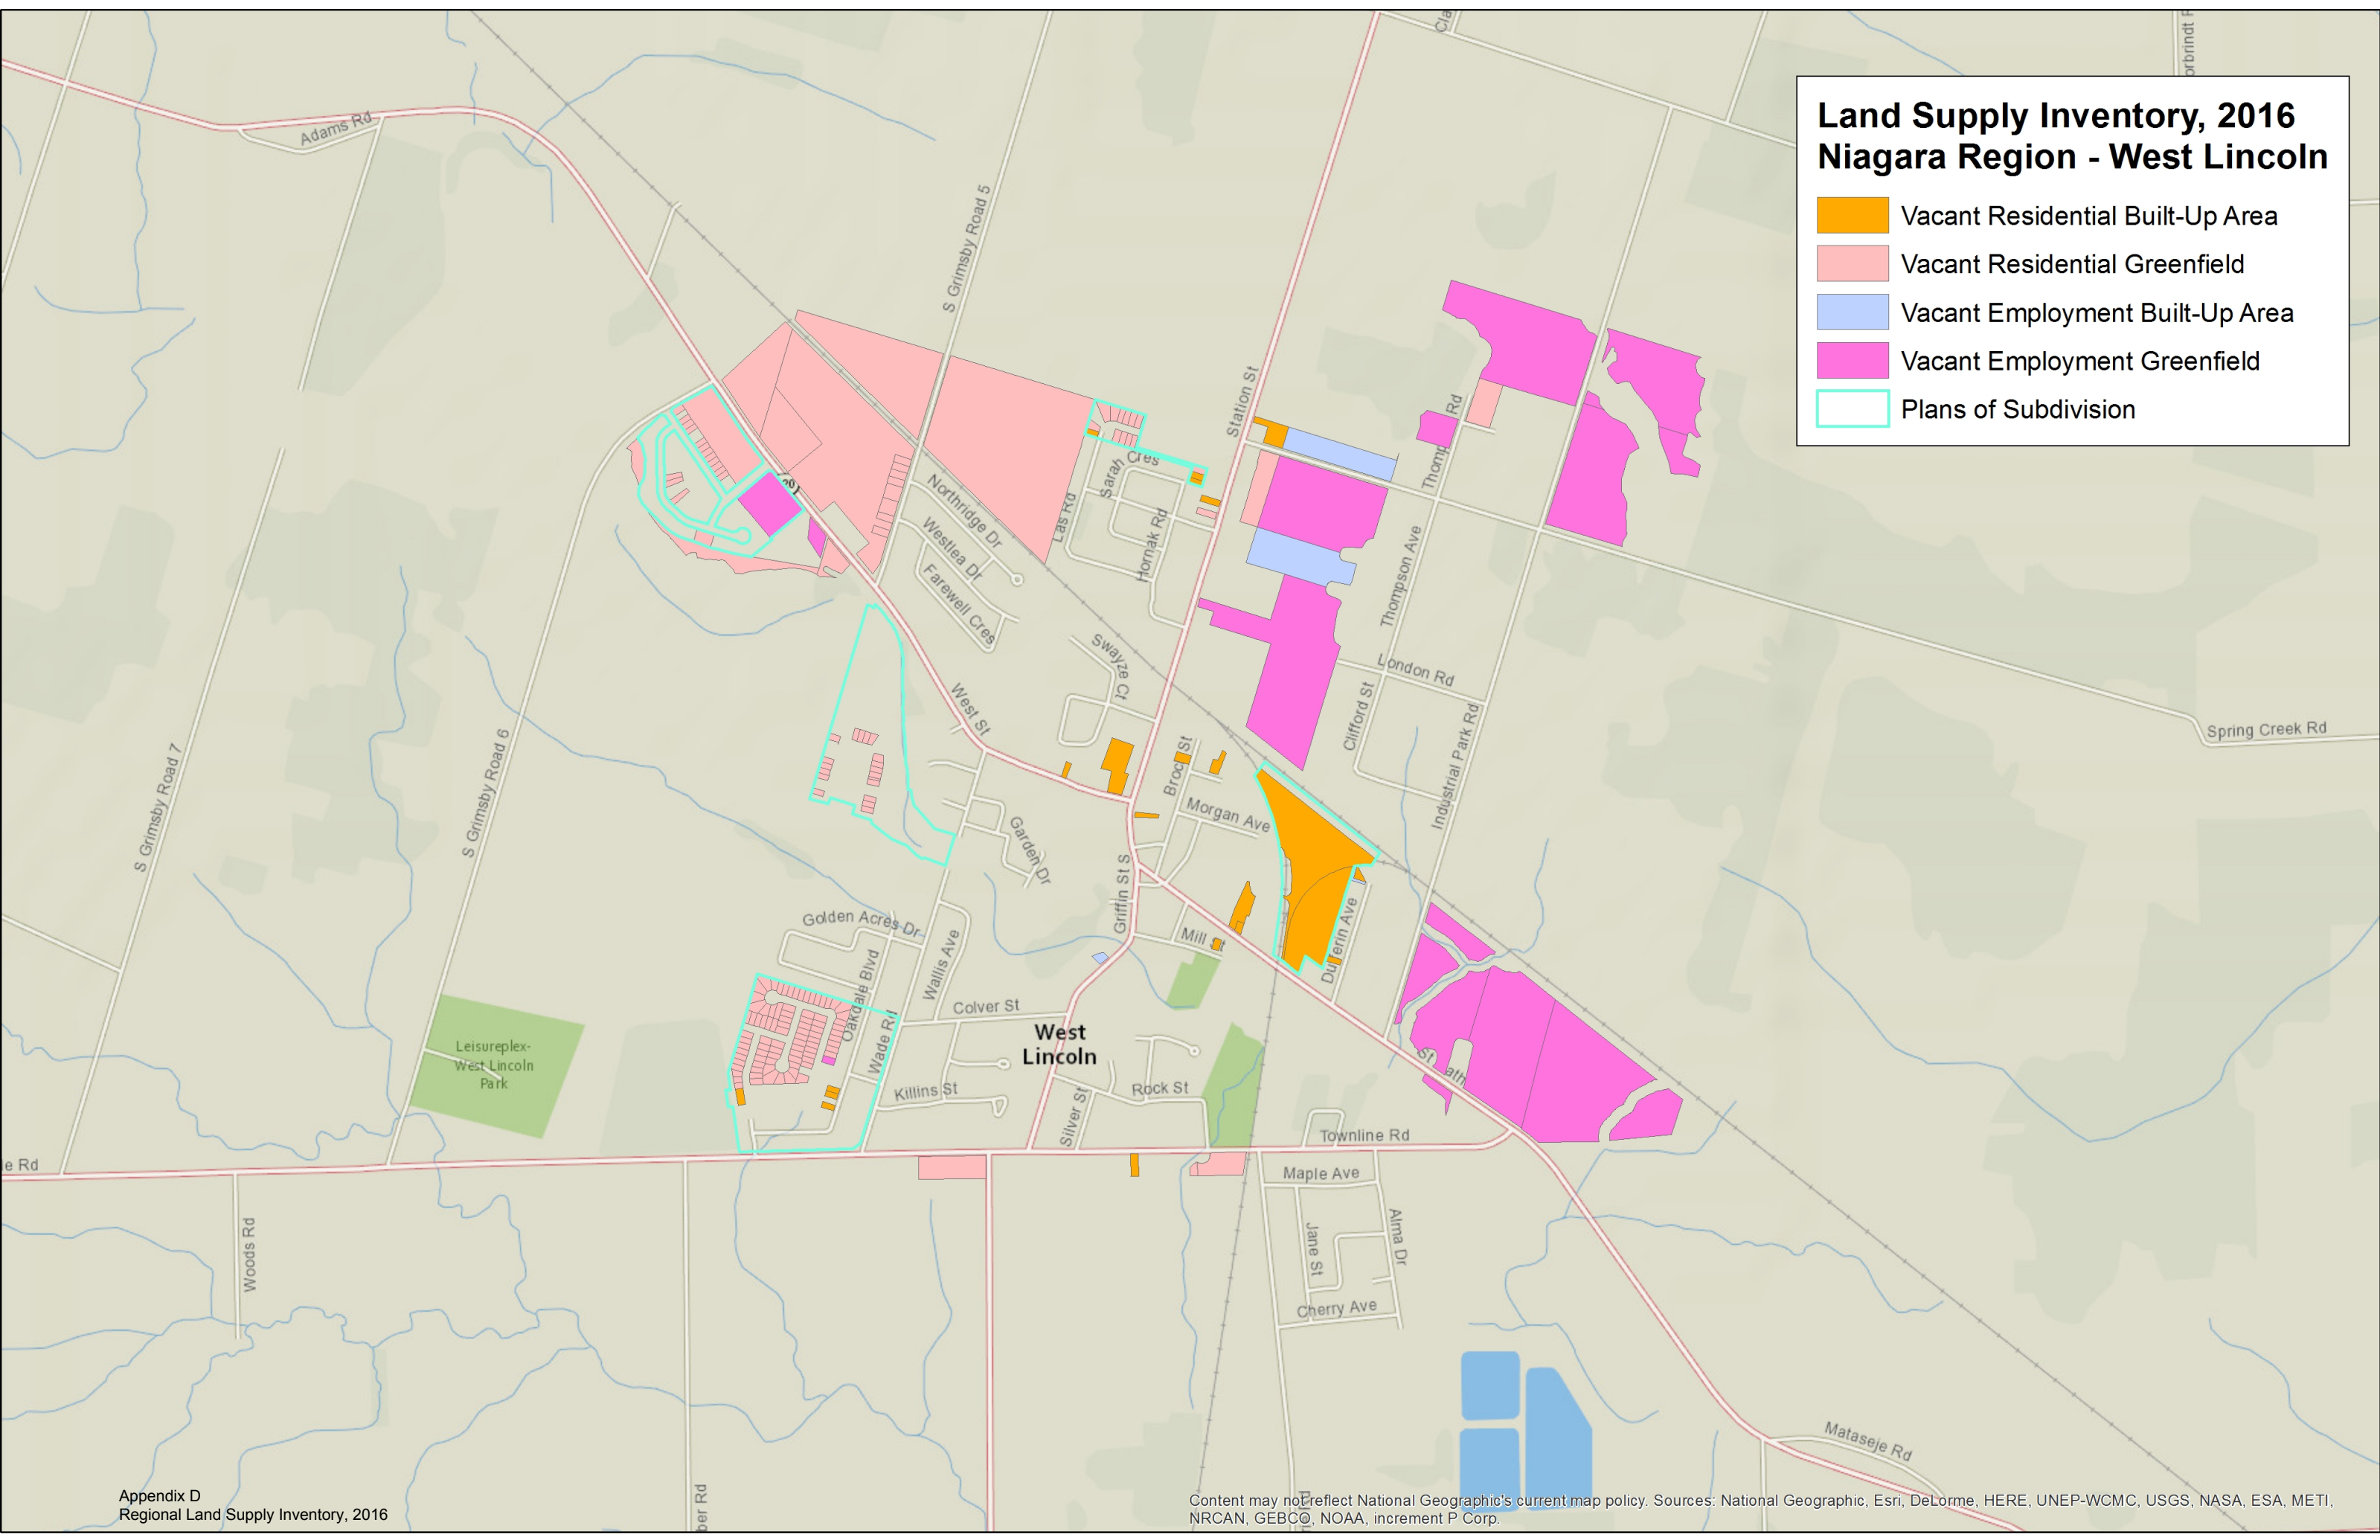 Land Supply Inventory, 2016
Niagara Region - West Lincoln
Vacant Residential Built-Up Area
Vacant Residential Greenfield
Vacant Employment Built-Up Area
Vacant Employment Greenfield
Plans of Subdivision
Adams Rd
S Grimsby Road 5
Station St
Sarah Cres
Las Rd
Hornak Rd
Northridge Dr
Westlea Dr
Farewell Cres
Swayze Ct
West St
Thompson Ave
London Rd
Clifford St
Industrial Park Rd
Spring Creek Rd
S Grimsby Road 7
S Grimsby Road 6
Morgan Ave
Garden Dr
Griffin St S
Mill St
Golden Acres Dr
Wallis Ave
Oakdale Blvd
Wade Rd
Colver St
West
Lincoln
Killins St
Silver St
Rock St
Leisureplex-
West Lincoln
Park
Townline Rd
Maple Ave
Jane St
Alma Dr
Cherry Ave
Woods Rd
Mataseje Rd
Appendix D
Regional Land Supply Inventory, 2016
Content may not reflect National Geographic's current map policy. Sources: National Geographic, Esri, DeLorme, HERE, UNEP-WCMC, USGS, NASA, ESA, METI,
NRCAN, GEBCO, NOAA, increment P Corp.